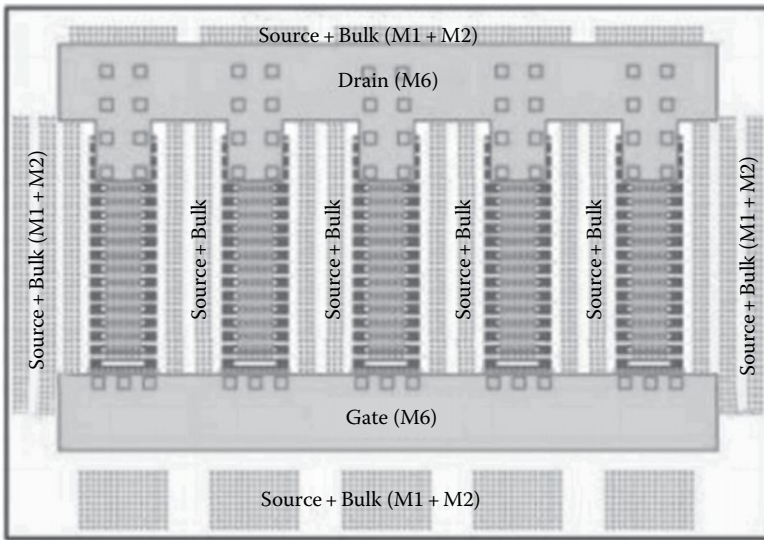 Source + Bulk (M1 + M2)
Drain (M6)
Source + Bulk (M1 + M2)
Source + Bulk
Source + Bulk
Source + Bulk
Source + Bulk
Source + Bulk (M1 + M2)
Gate (M6)
Source + Bulk (M1 + M2)